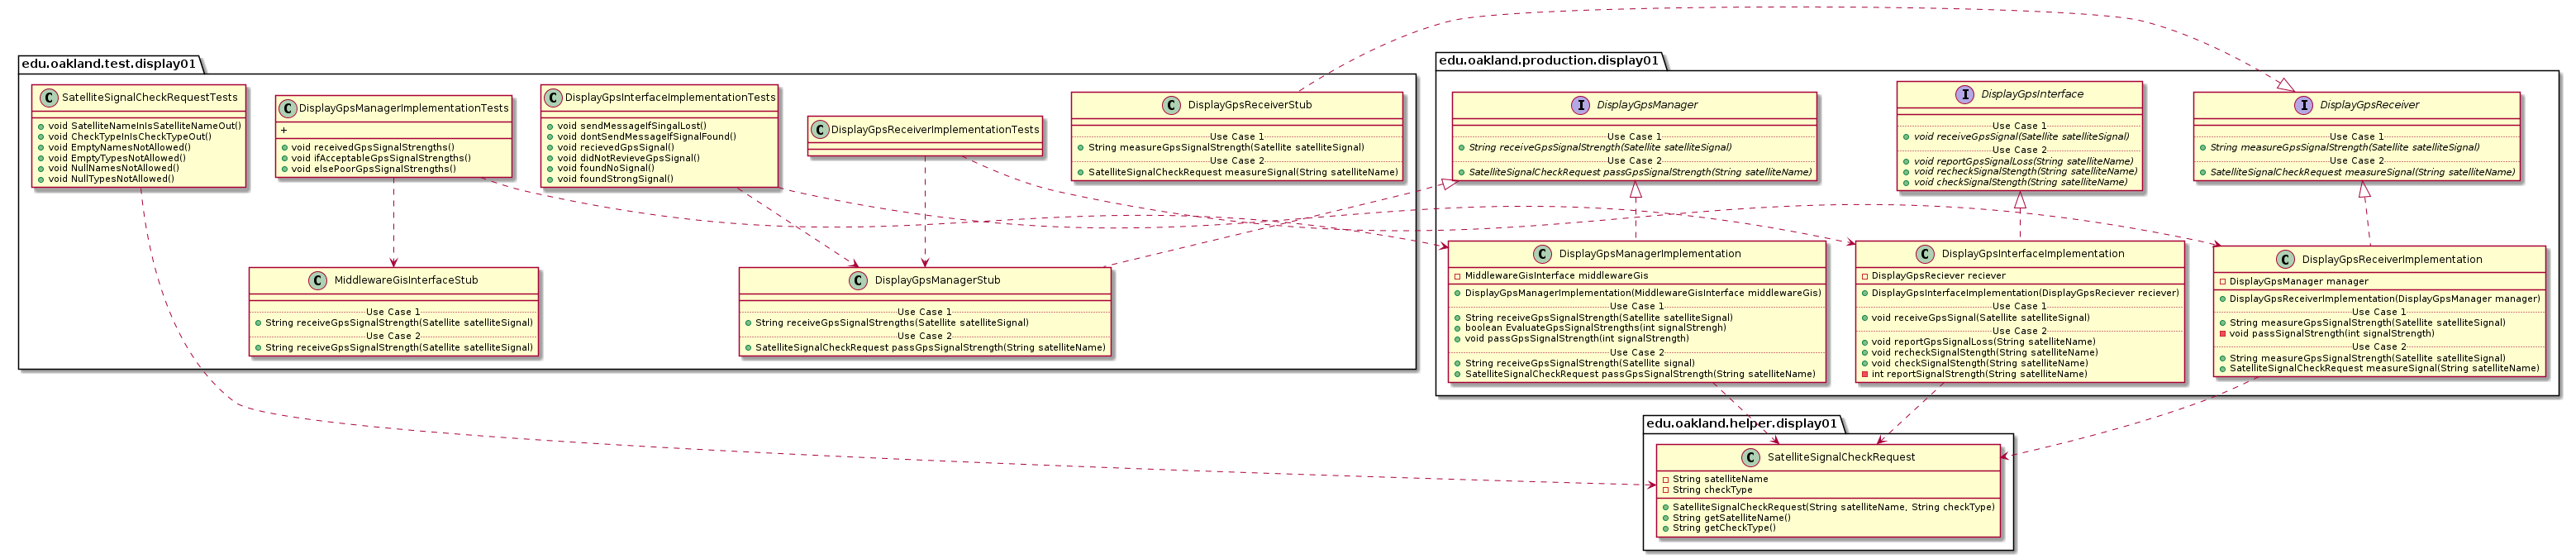 edu.oakland.test.display01
SatelliteSignalCheckRequestTests
void SatelliteNameInIsSatelliteNameOut()
void CheckTypeInIsCheckTypeOut()
void EmptyNamesNotAllowed()
void EmptyTypesNotAllowed()
void NullNamesNotAllowed()
void NullTypesNotAllowed()
DisplayGpsManagerImplementationTests
+
void receivedGpsSignalStrengths()
void ifAcceptableGpsSignalStrengths()
void elsePoorGpsSignalStrengths()
DisplayGpsInterfaceImplementationTests
void sendMessageIfSingalLost()
void dontSendMessageIfSignalFound()
void recievedGpsSignal()
void didNotRevieveGpsSignal()
void foundNoSignal()
void foundStrongSignal()
DisplayGpsReceiverImplementationTests
DisplayGpsReceiverStub
Use Case 1
String measureGpsSignalStrength(Satellite satelliteSignal)
Use Case 2
SatelliteSignalCheckRequest measureSignal(String satelliteName)
MiddlewareGisInterfaceStub
Use Case 1
String receiveGpsSignalStrength(Satellite satelliteSignal)
Use Case 2
String receiveGpsSignalStrength(Satellite satelliteSignal)
DisplayGpsManagerStub
Use Case 1
String receiveGpsSignalStrengths(Satellite satelliteSignal)
Use Case 2
SatelliteSignalCheckRequest passGpsSignalStrength(String satelliteName)
edu.oakland.production.display01
DisplayGpsManager
Use Case 1
String receiveGpsSignalStrength(Satellite satelliteSignal)
Use Case 2
SatelliteSignalCheckRequest passGpsSignalStrength(String satelliteName)
DisplayGpsInterface
Use Case 1
void receiveGpsSignal(Satellite satelliteSignal)
Use Case 2
void reportGpsSignalLoss(String satelliteName)
void recheckSignalStength(String satelliteName)
void checkSignalStength(String satelliteName)
DisplayGpsReceiver
Use Case 1
String measureGpsSignalStrength(Satellite satelliteSignal)
Use Case 2
SatelliteSignalCheckRequest measureSignal(String satelliteName)
DisplayGpsManagerImplementation
MiddlewareGisInterface middlewareGis
DisplayGpsManagerImplementation(MiddlewareGisInterface middlewareGis)
Use Case 1
String receiveGpsSignalStrength(Satellite satelliteSignal)
boolean EvaluateGpsSignalStrengths(int signalStrengh)
void passGpsSignalStrength(int signalStrength)
Use Case 2
String receiveGpsSignalStrength(Satellite signal)
SatelliteSignalCheckRequest passGpsSignalStrength(String satelliteName)
DisplayGpsInterfaceImplementation
DisplayGpsReciever reciever
DisplayGpsInterfaceImplementation(DisplayGpsReciever reciever)
Use Case 1
void receiveGpsSignal(Satellite satelliteSignal)
Use Case 2
void reportGpsSignalLoss(String satelliteName)
void recheckSignalStength(String satelliteName)
void checkSignalStength(String satelliteName)
int reportSignalStrength(String satelliteName)
DisplayGpsReceiverImplementation
DisplayGpsManager manager
DisplayGpsReceiverImplementation(DisplayGpsManager manager)
Use Case 1
String measureGpsSignalStrength(Satellite satelliteSignal)
void passSignalStrength(int signalStrength)
Use Case 2
String measureGpsSignalStrength(Satellite satelliteSignal)
SatelliteSignalCheckRequest measureSignal(String satelliteName)
edu.oakland.helper.display01
SatelliteSignalCheckRequest
String satelliteName
String checkType
SatelliteSignalCheckRequest(String satelliteName, String checkType)
String getSatelliteName()
String getCheckType()